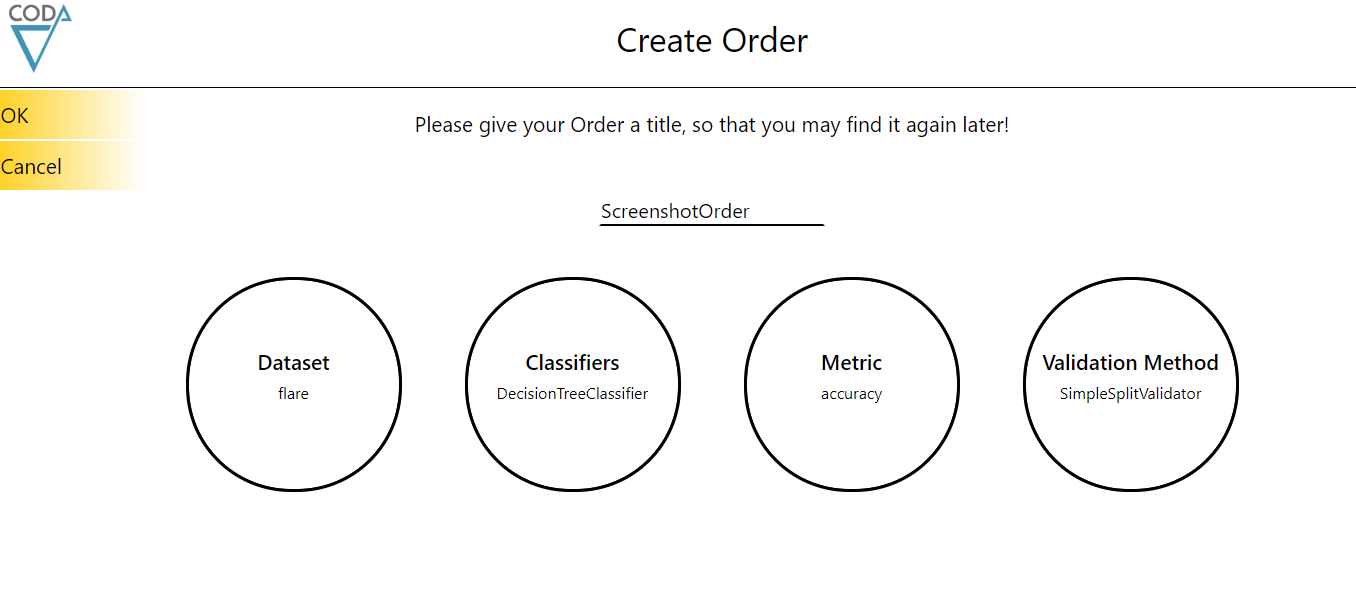 CODA
Create Order
OK
Cancel
Please give your Order a title, so that you may find it again later!
ScreenshotOrder
Dataset
flare
Classifiers
DecisionTreeClassifier
Metric
accuracy
Validation Method
SimpleSplitValidator